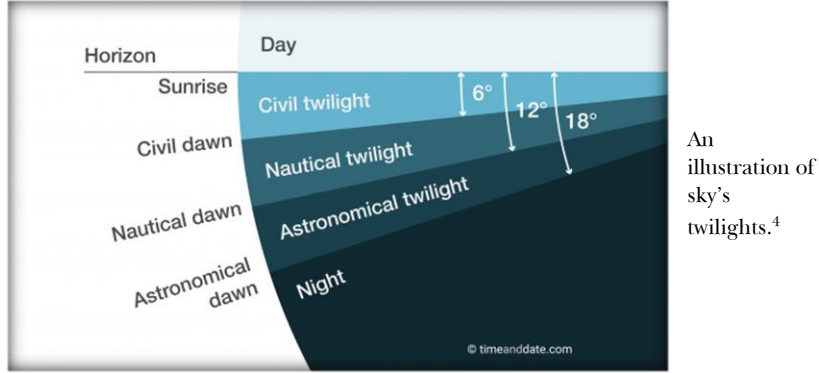 Horizon
Day
Sunrise
Civil twilight
6°
12°
18°
Civil dawn
Nautical twilight
Nautical dawn
Astronomical twilight
Astronomical
dawn
Night
© timeanddate.com
An
illustration of
sky’s
twilights.⁴